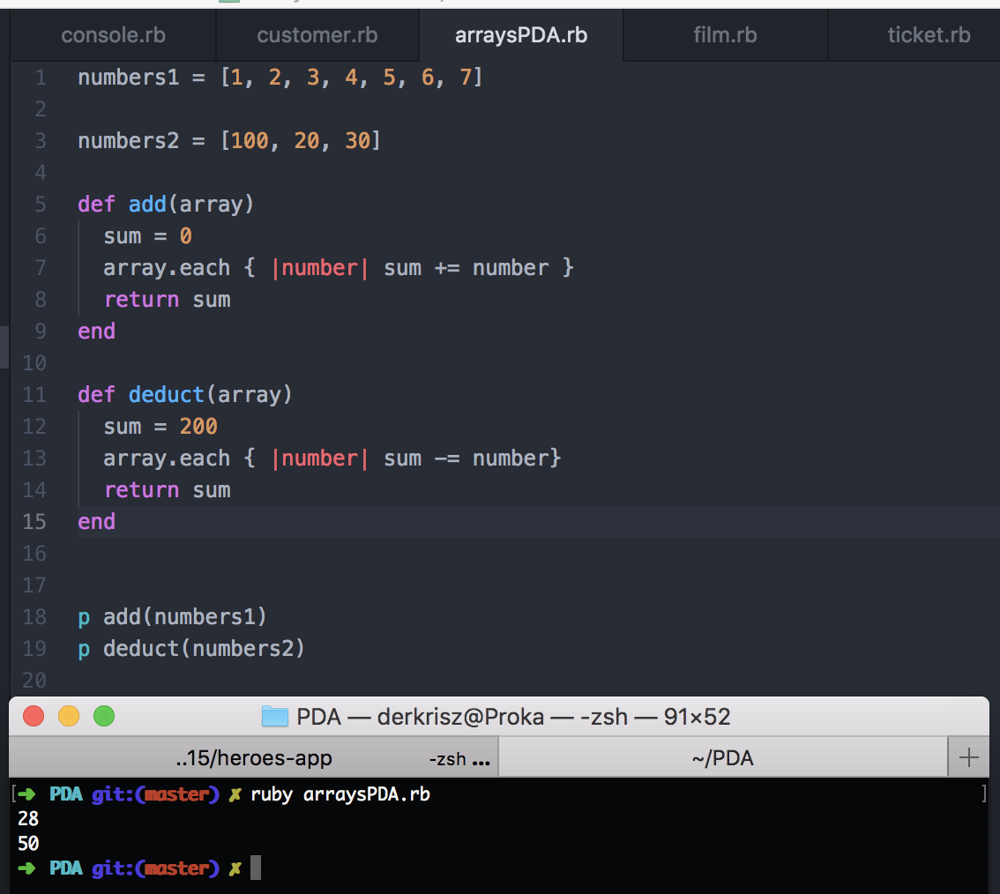 console.rb customer.rb arraysPDA.rb film.rb ticket.rb
1 numbers1 = [1, 2, 3, 4, 5, 6, 7]
2
3 numbers2 = [100, 20, 30]
4
5 def add(array)
6 sum = 0
7 array.each { |number| sum += number }
8 return sum
9 end
10
11 def deduct(array)
12 sum = 200
13 array.each { |number| sum -= number}
14 return sum
15 end
16
17
18 p add(numbers1)
19 p deduct(numbers2)
20
PDA — derkrisz@Proka — -zsh — 91×52
..15/heroes-app -zsh ... ~/PDA +
[➜ PDA git:(master) ✗ ruby arraysPDA.rb ]
28
50
➜ PDA git:(master) ✗